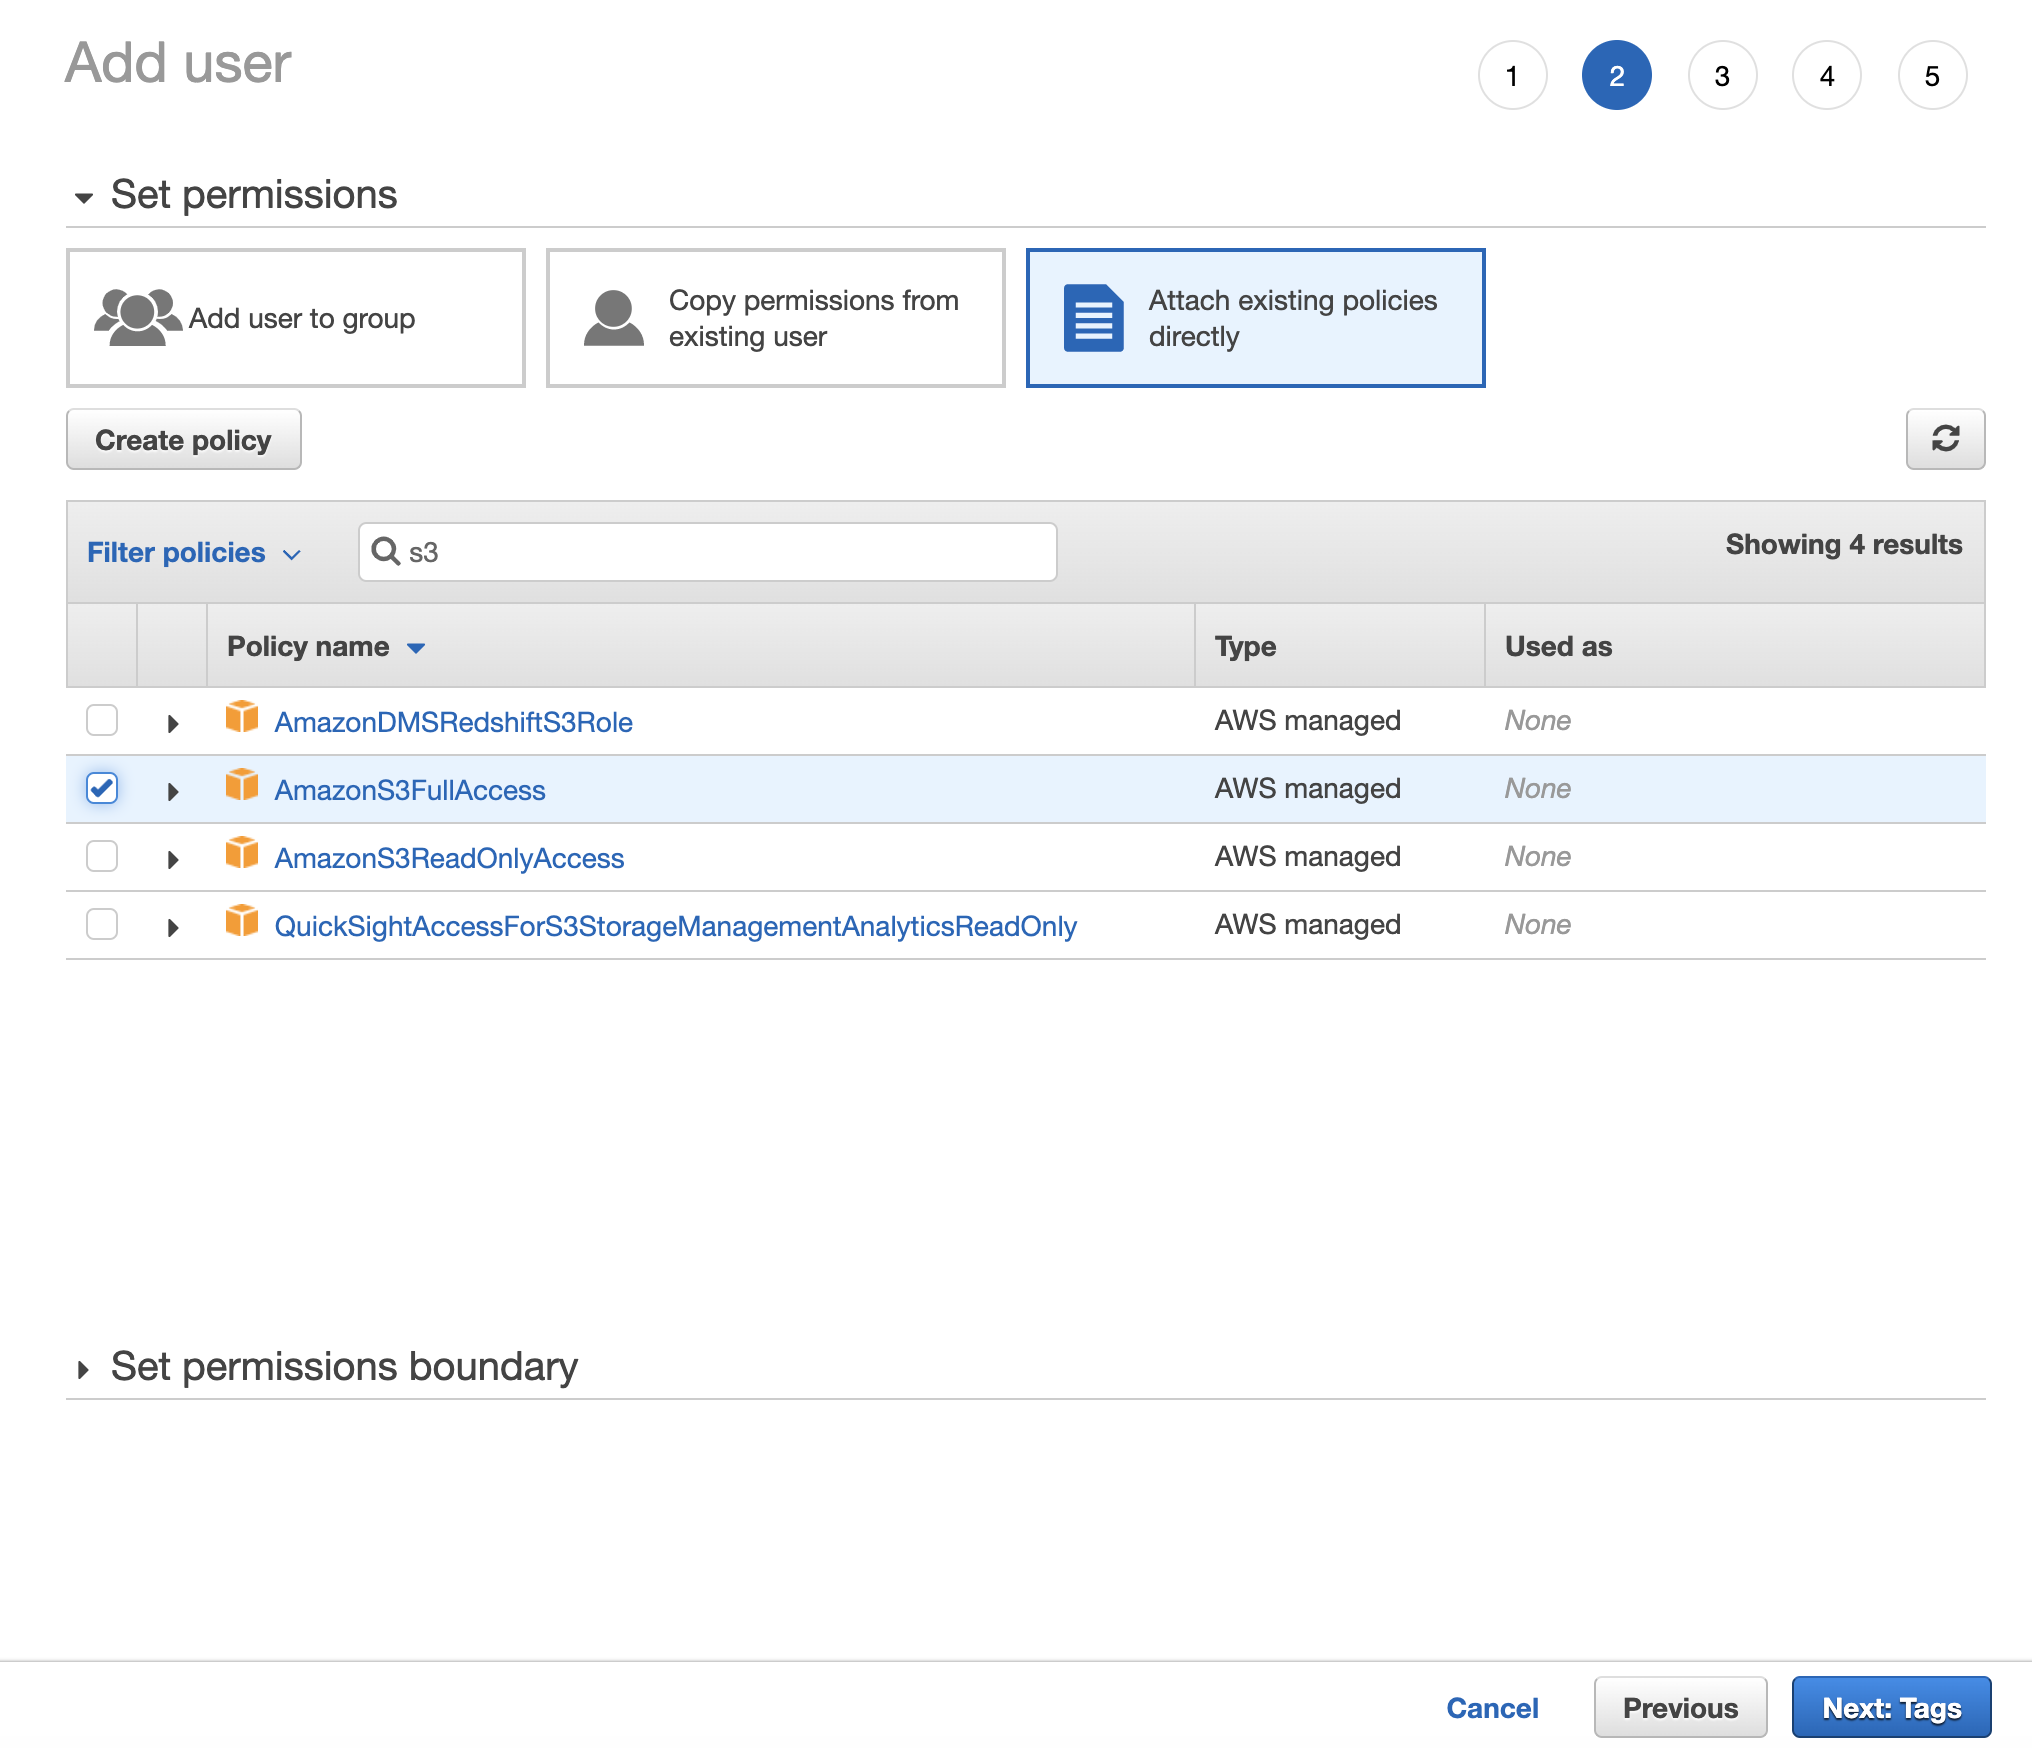 Add user
1 2 3 4 5
Set permissions
Add user to group
Copy permissions from
existing user
Attach existing policies
directly
Create policy
Filter policies
s3
Showing 4 results
Policy name Type Used as
AmazonDMSRedshiftS3Role AWS managed None
AmazonS3FullAccess AWS managed None
AmazonS3ReadOnlyAccess AWS managed None
QuickSightAccessForS3StorageManagementAnalyticsReadOnly AWS managed None
Set permissions boundary
Cancel Previous Next: Tags